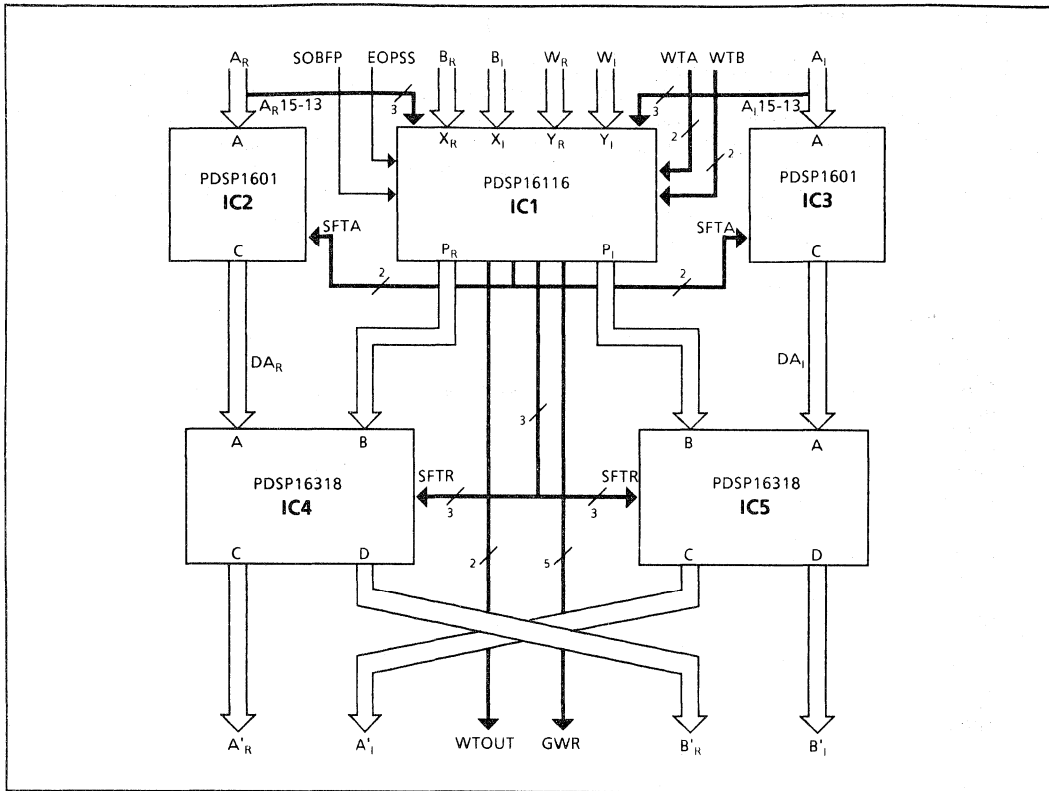 A_R SOBFP EOPSS B_R B_I W_R W_I WTA WTB A_I
A_R15-13 3 3 A_I15-13
A X_R X_I Y_R Y_I 2 2 A
PDSP1601
IC2
PDSP16116
IC1
PDSP1601
IC3
SFTA SFTA
C P_R P_I C
2 2
DA_R DA_I
3
A B B A
PDSP16318
IC4
SFTR SFTR
3 3
PDSP16318
IC5
C D 2 5 C D
A'_R A'_I WTOUT GWR B'_R B'_I